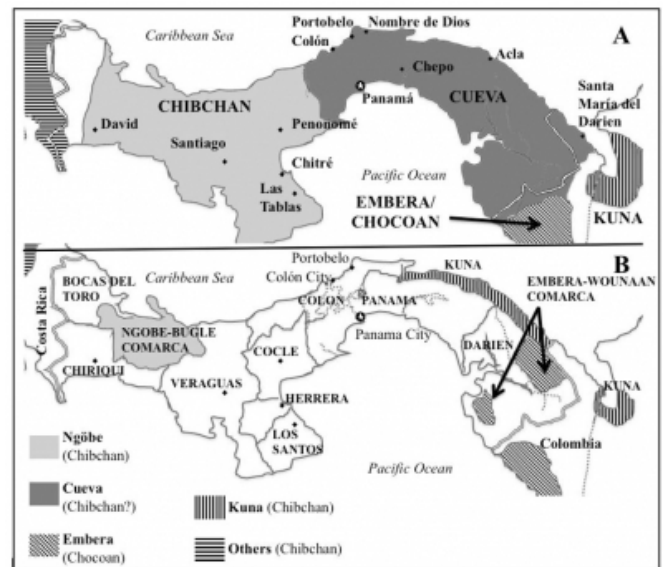 Portobelo
Nombre de Dios
Caribbean Sea
Colón
A
Acla
Chepo
Santa
María del
Darien
CHIBCHAN
Panamá
CUEVA
David
Penonomé
Santiago
Chitré
Pacific Ocean
Las
Tablas
EMBERA/
CHOCOAN
KUNA
B
Portobelo
KUNA
EMBERA-WOUNAAN
COMARCA
Caribbean Sea
Colón City
BOCAS DEL
TORO
COLON
PANAMA
Costa Rica
NGOBE-BUGLE
COMARCA
Panama City
COCLE
DARIEN
CHIRIQUI
VERAGUAS
KUNA
HERRERA
LOS
SANTOS
Colombia
Pacific Ocean
Ngöbe
(Chibchan)
Cueva
(Chibchan?)
Kuna (Chibchan)
Embera
(Chocoan)
Others (Chibchan)